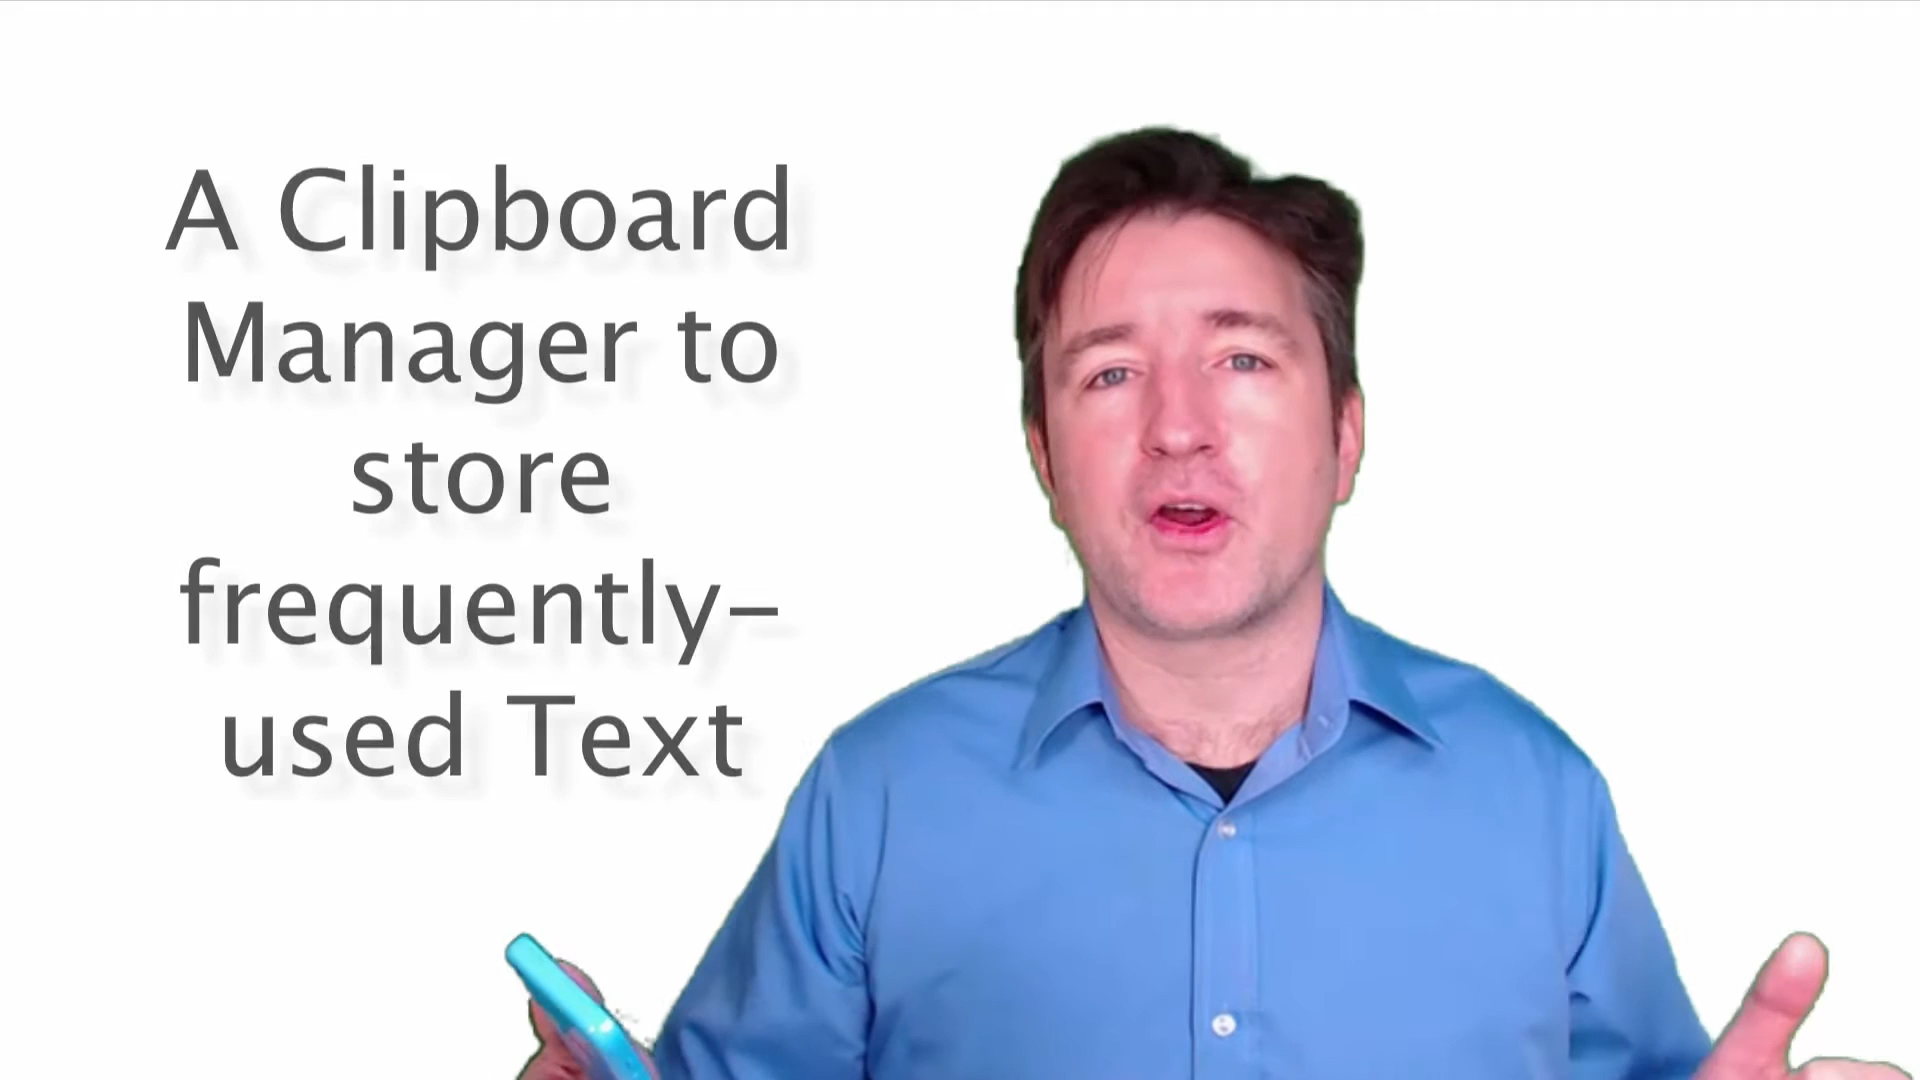 A Clipboard
Manager to
store
frequently-
used Text